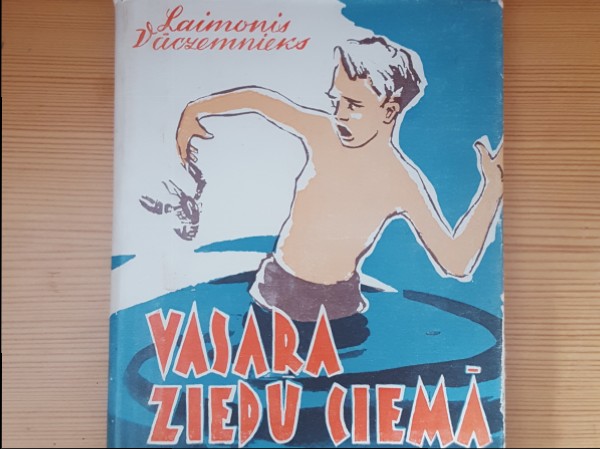 Laimonis
Vāczemnieks
VASARA
ZIEDU CIEMĀ